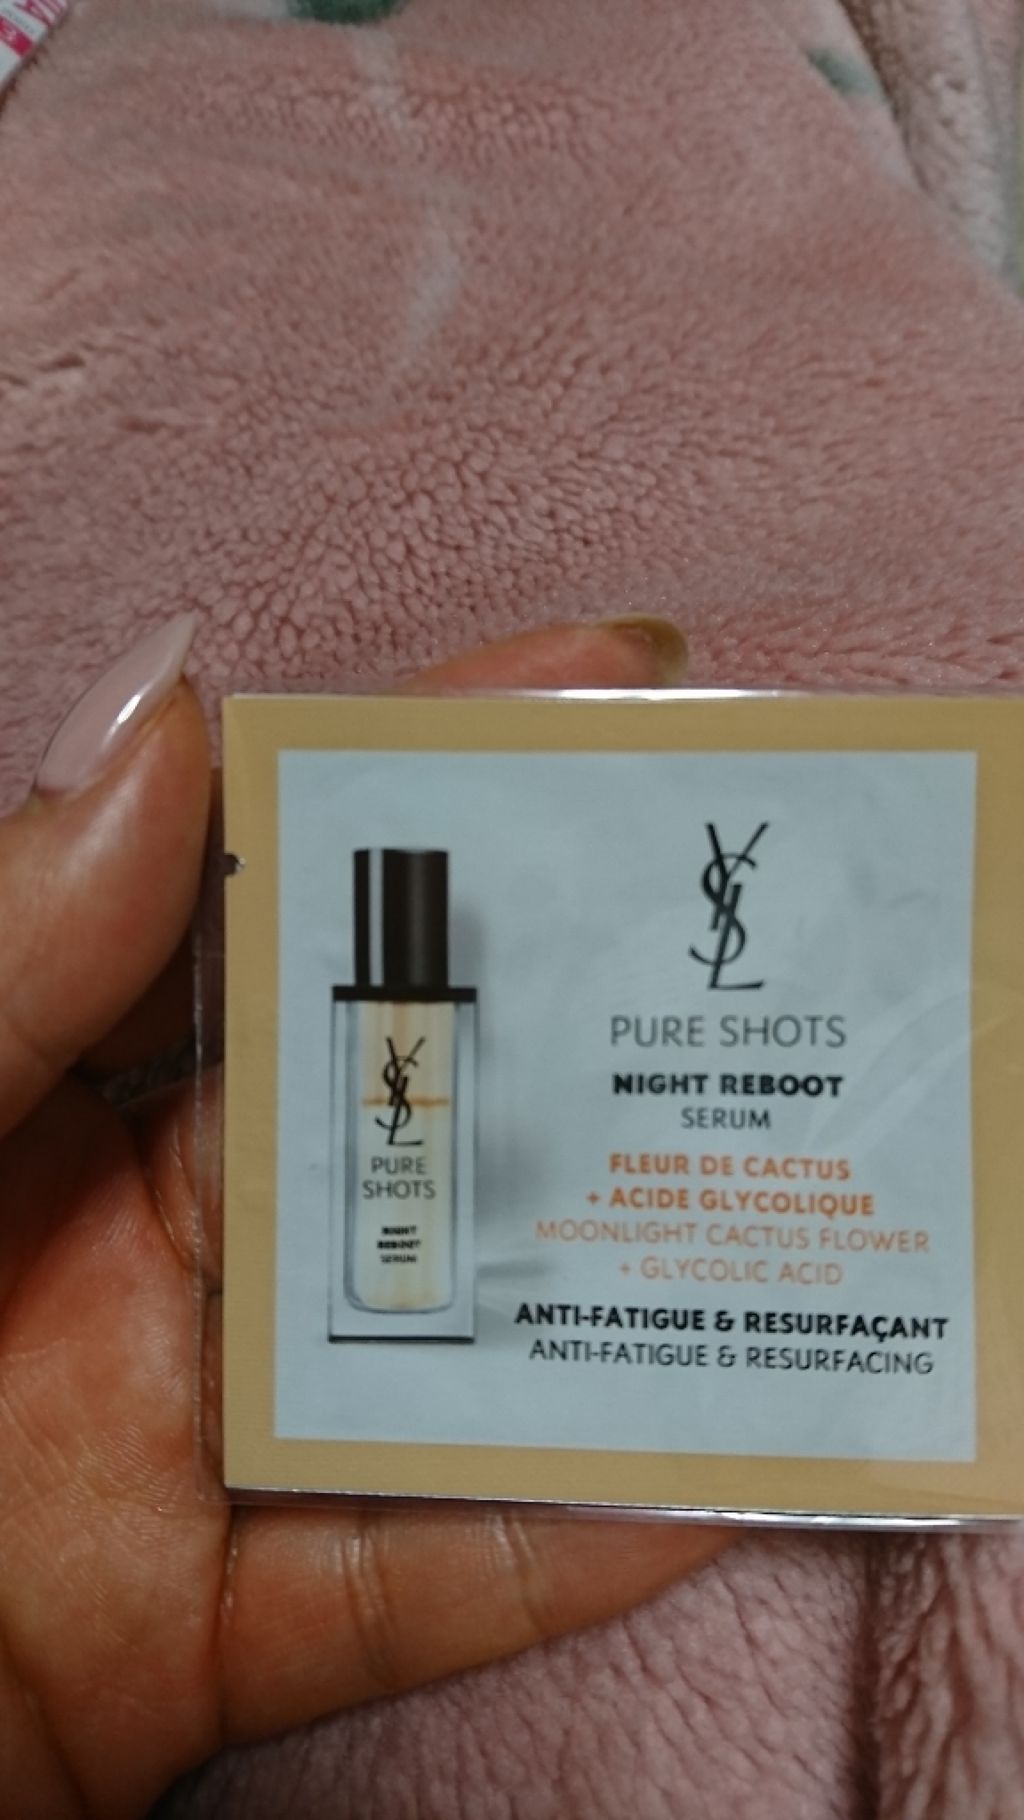 YSL
PURE SHOTS
NIGHT REBOOT
SERUM
FLEUR DE CACTUS
+ ACIDE GLYCOLIQUE
MOONLIGHT CACTUS FLOWER
+ GLYCOLIC ACID
ANTI-FATIGUE & RESURFAÇANT
ANTI-FATIGUE & RESURFACING
YSL
PURE
SHOTS
NIGHT
REBOOT
SERUM